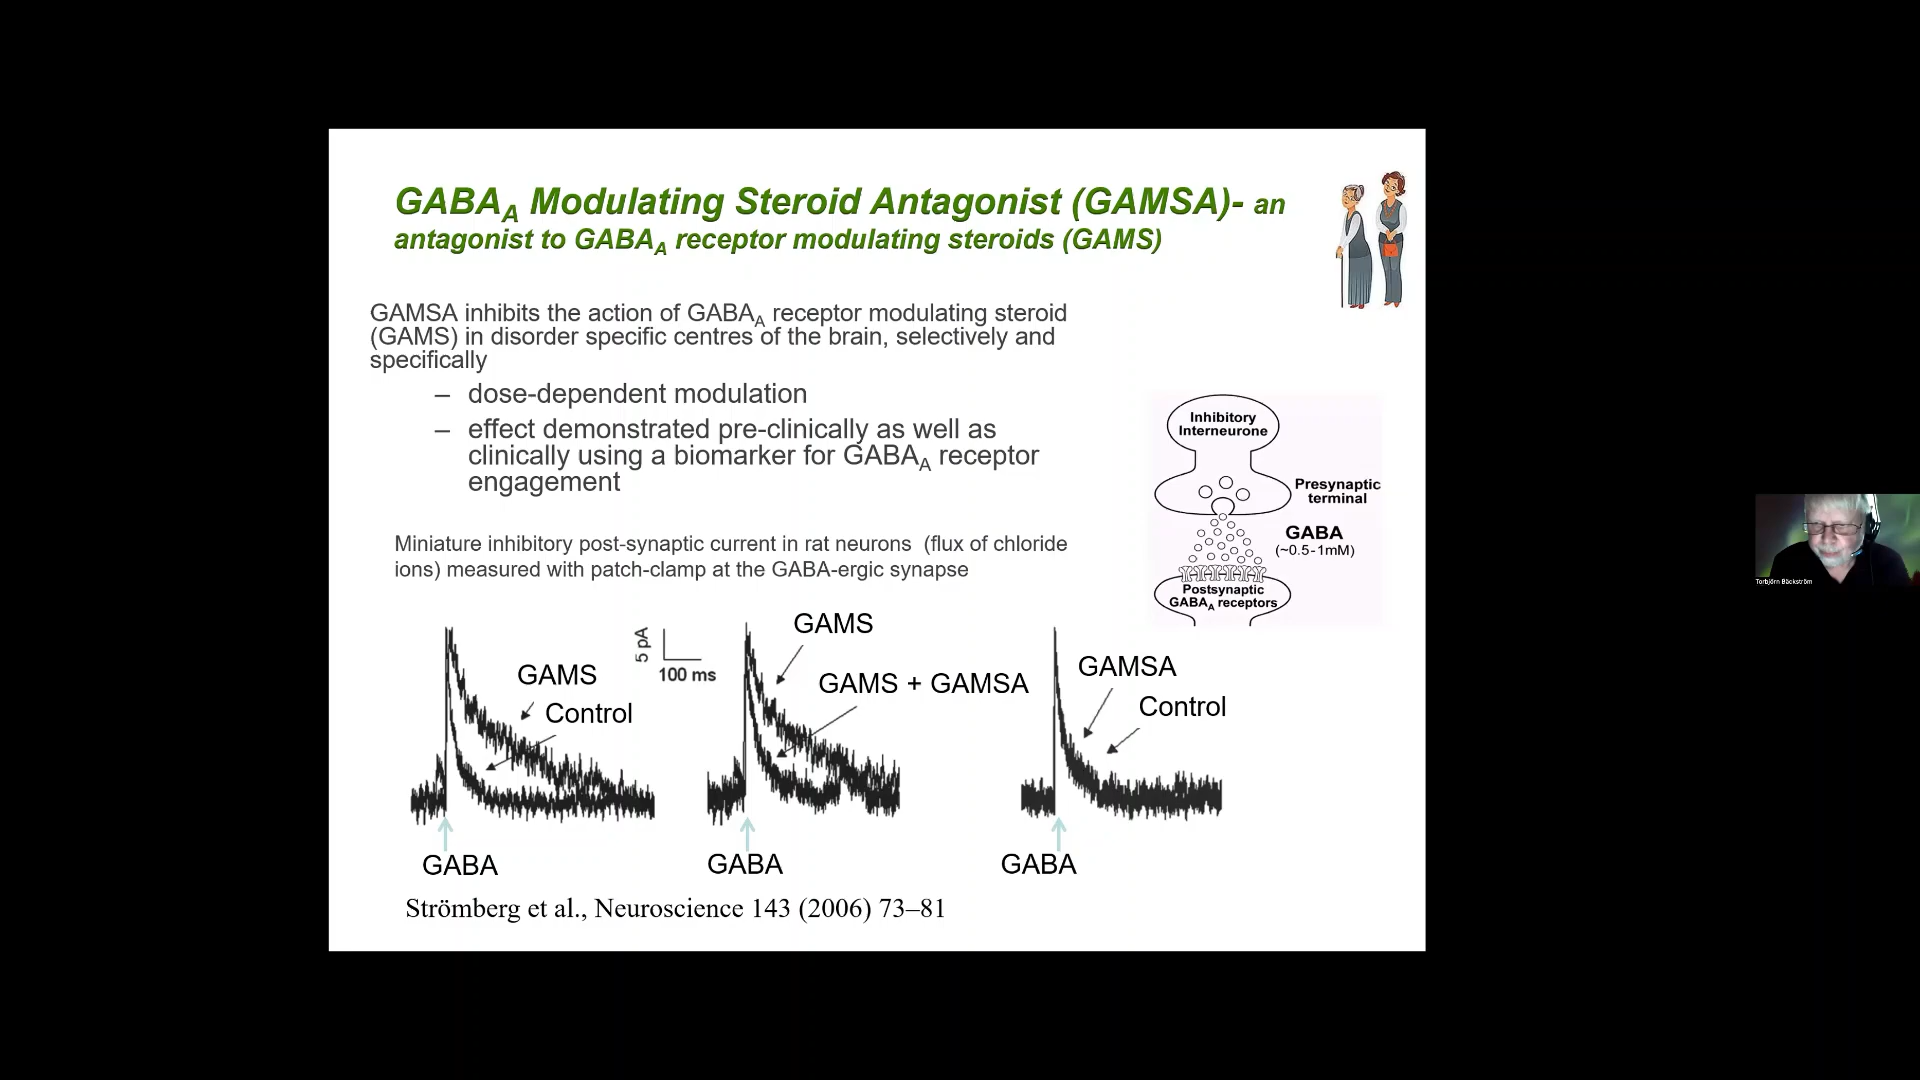 GABAA Modulating Steroid Antagonist (GAMSA)- an
antagonist to GABAA receptor modulating steroids (GAMS)
GAMSA inhibits the action of GABAA receptor modulating steroid
(GAMS) in disorder specific centres of the brain, selectively and
specifically
– dose-dependent modulation
– effect demonstrated pre-clinically as well as
clinically using a biomarker for GABAA receptor
engagement
Inhibitory
Interneurone
Presynaptic
terminal
GABA
(~0.5-1mM)
Postsynaptic
GABAA receptors
Miniature inhibitory post-synaptic current in rat neurons (flux of chloride
ions) measured with patch-clamp at the GABA-ergic synapse
GAMS
Control
5 pA
100 ms
GAMS
GAMS + GAMSA
GAMSA
Control
GABA
GABA
GABA
Strömberg et al., Neuroscience 143 (2006) 73–81
Torbjörn Bäckström